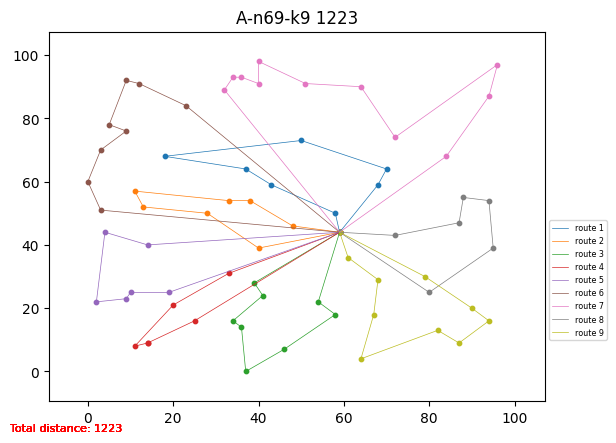 A-n69-k9 1223
100
80
60
40
20
0
0 20 40 60 80 100
route 1
route 2
route 3
route 4
route 5
route 6
route 7
route 8
route 9
Total distance: 1223